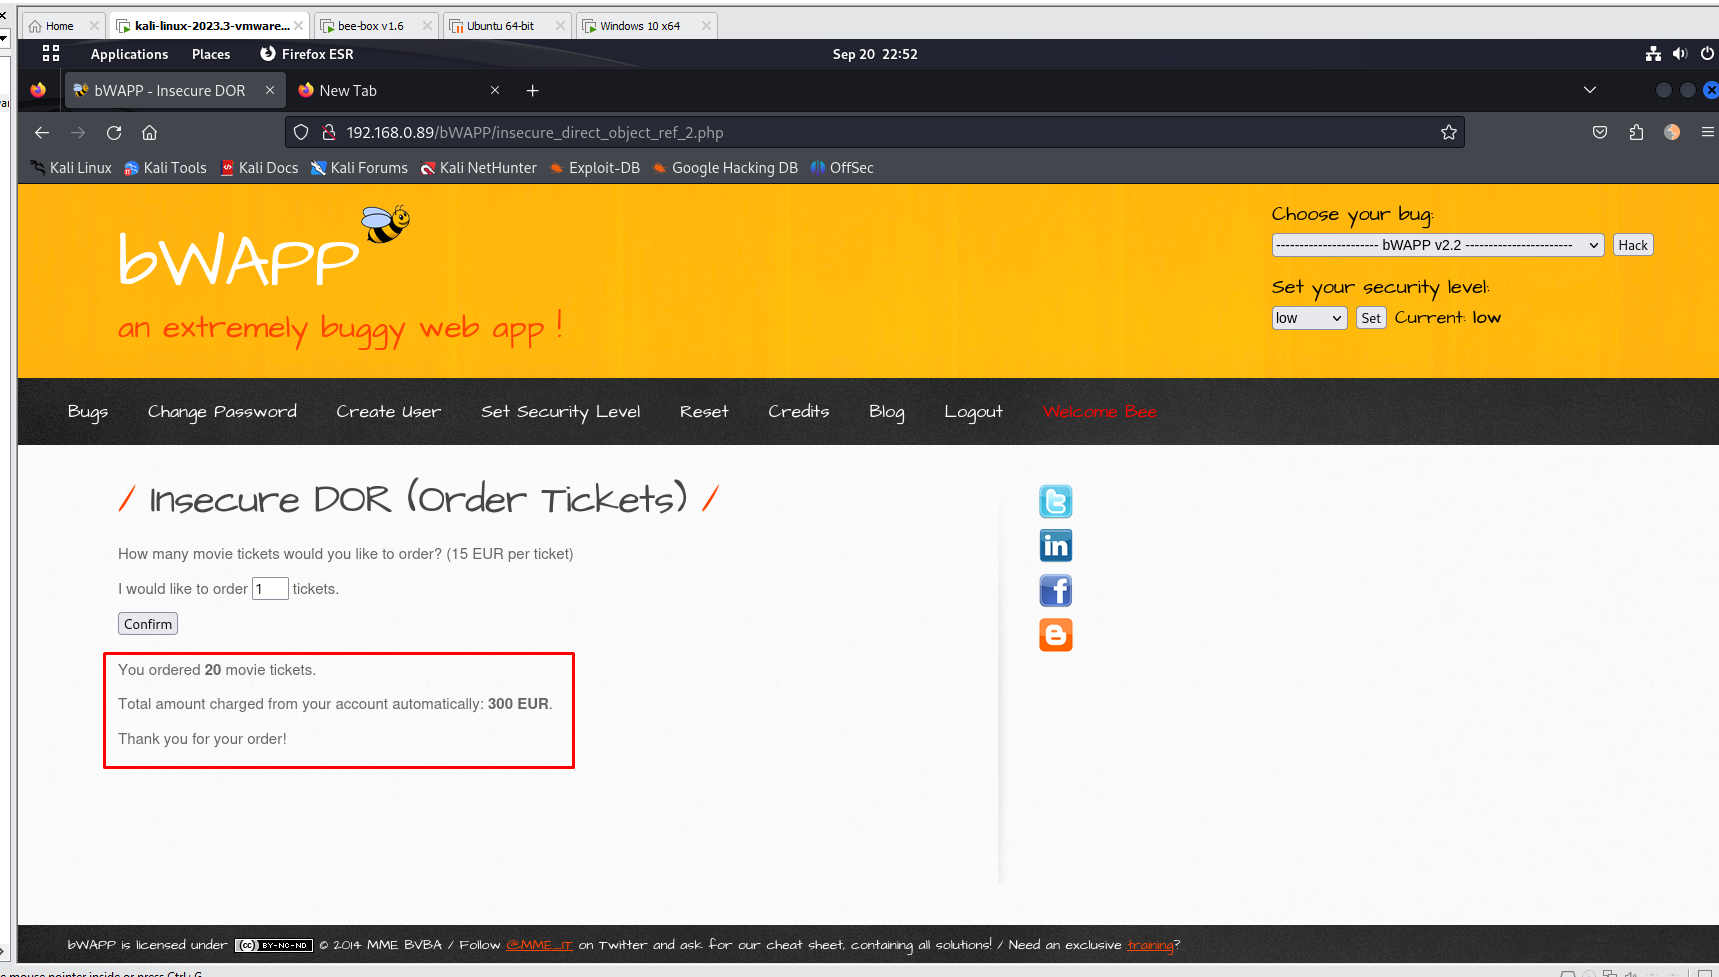 Home kali-linux-2023.3-vmware... bee-box v1.6 Ubuntu 64-bit Windows 10 x64
Applications Places Firefox ESR Sep 20 22:52
bWAPP - Insecure DOR New Tab
192.168.0.89/bWAPP/insecure_direct_object_ref_2.php
Kali Linux Kali Tools Kali Docs Kali Forums Kali NetHunter Exploit-DB Google Hacking DB OffSec
bWAPP
an extremely buggy web app !
Choose your bug:
---------------------- bWAPP v2.2 ----------------------- Hack
Set your security level:
low Set Current: low
Bugs Change Password Create User Set Security Level Reset Credits Blog Logout Welcome Bee
/ Insecure DOR (Order Tickets) /
How many movie tickets would you like to order? (15 EUR per ticket)
I would like to order 1 tickets.
Confirm
You ordered 20 movie tickets.
Total amount charged from your account automatically: 300 EUR.
Thank you for your order!
bWAPP is licensed under (cc) BY-NC-ND © 2014 MME BVBA / Follow @MME_IT on Twitter and ask for our cheat sheet, containing all solutions! / Need an exclusive training?